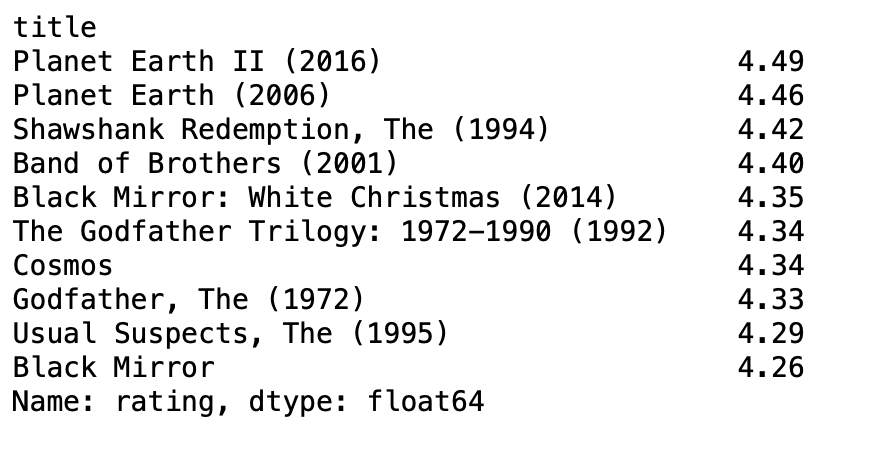 title
Planet Earth II (2016) 4.49
Planet Earth (2006) 4.46
Shawshank Redemption, The (1994) 4.42
Band of Brothers (2001) 4.40
Black Mirror: White Christmas (2014) 4.35
The Godfather Trilogy: 1972-1990 (1992) 4.34
Cosmos 4.34
Godfather, The (1972) 4.33
Usual Suspects, The (1995) 4.29
Black Mirror 4.26
Name: rating, dtype: float64